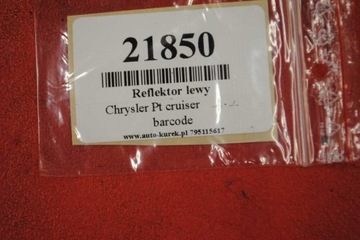 21850
Reflektor lewy
Chrysler Pt cruiser
barcode
www.auto-kurek.pl 795115617